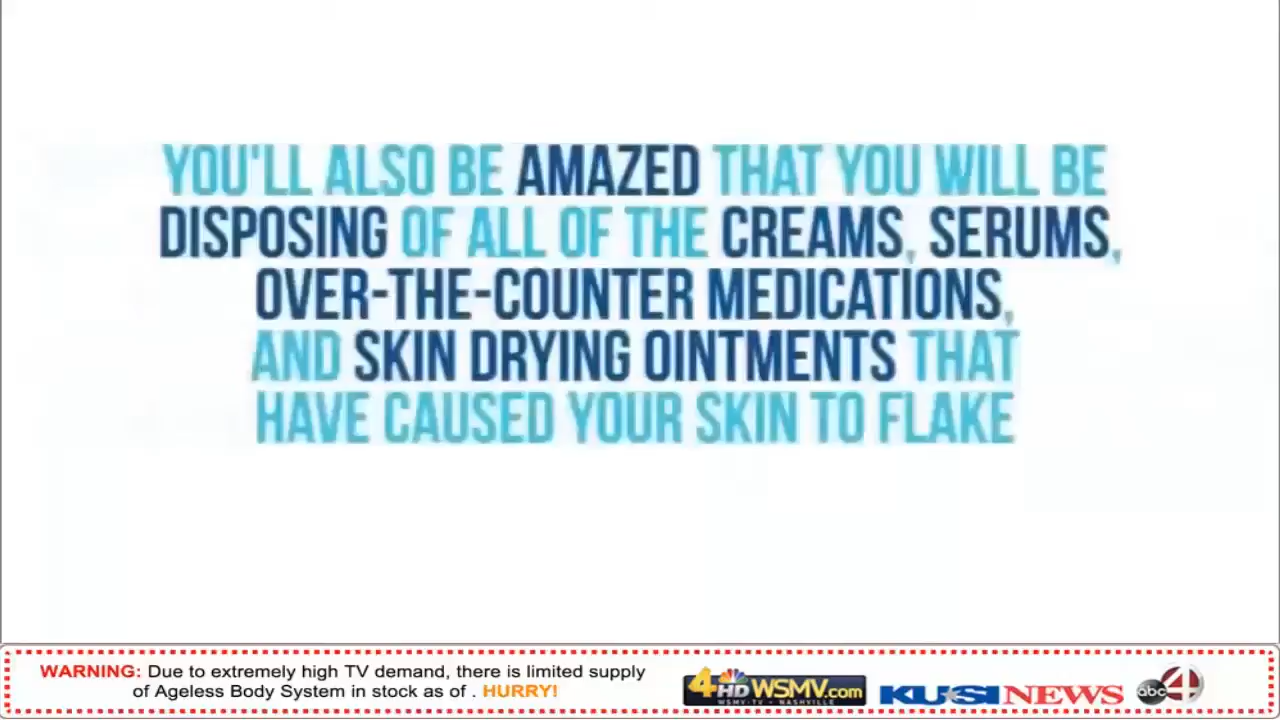 YOU'LL ALSO BE AMAZED THAT YOU WILL BE
DISPOSING OF ALL OF THE CREAMS, SERUMS,
OVER-THE-COUNTER MEDICATIONS,
AND SKIN DRYING OINTMENTS THAT
HAVE CAUSED YOUR SKIN TO FLAKE
WARNING: Due to extremely high TV demand, there is limited supply
of Ageless Body System in stock as of . HURRY!
4HD WSMV.com
WSMV-TV - NASHVILLE
KUSI NEWS
abc 4